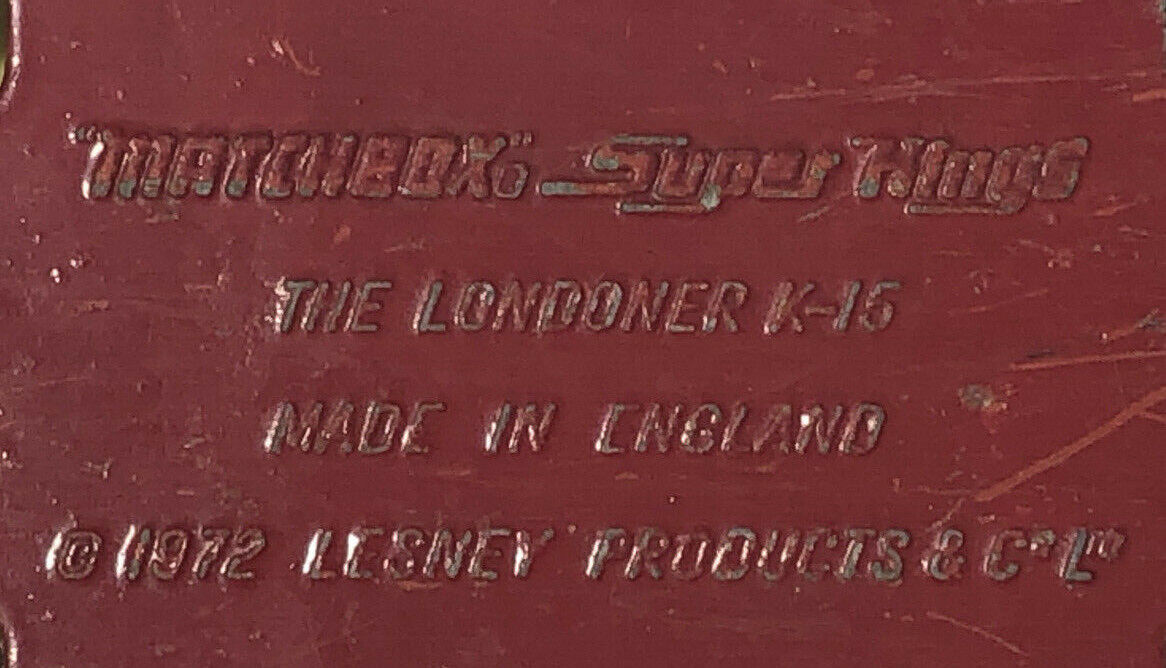 "MATCHBOX"® Super Kings
THE LONDONER K-15
MADE IN ENGLAND
© 1972 LESNEY PRODUCTS & Cº Lᴰ